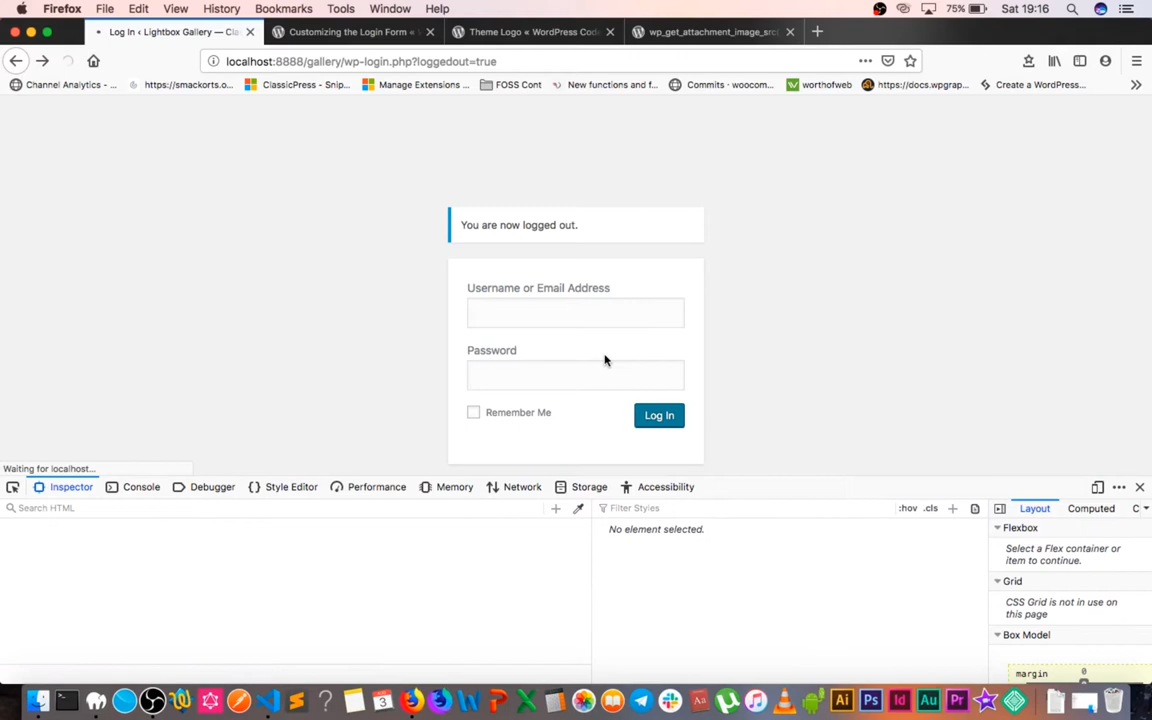 Firefox File Edit View History Bookmarks Tools Window Help 75% Sat 19:16
Log In ‹ Lightbox Gallery — Cla Customizing the Login Form « W Theme Logo « WordPress Code wp_get_attachment_image_src(
localhost:8888/gallery/wp-login.php?loggedout=true
Channel Analytics - ... https://smackorts.o... ClassicPress - Snip... Manage Extensions ... FOSS Cont New functions and f... Commits · woocom... worthofweb https://docs.wpgrap... Create a WordPress...
You are now logged out.
Username or Email Address
Password
Remember Me Log In
Waiting for localhost...
Inspector Console Debugger Style Editor Performance Memory Network Storage Accessibility
Search HTML Filter Styles :hov .cls Layout Computed C
No element selected.
Flexbox
Select a Flex container or
item to continue.
Grid
CSS Grid is not in use on
this page
Box Model
margin 0